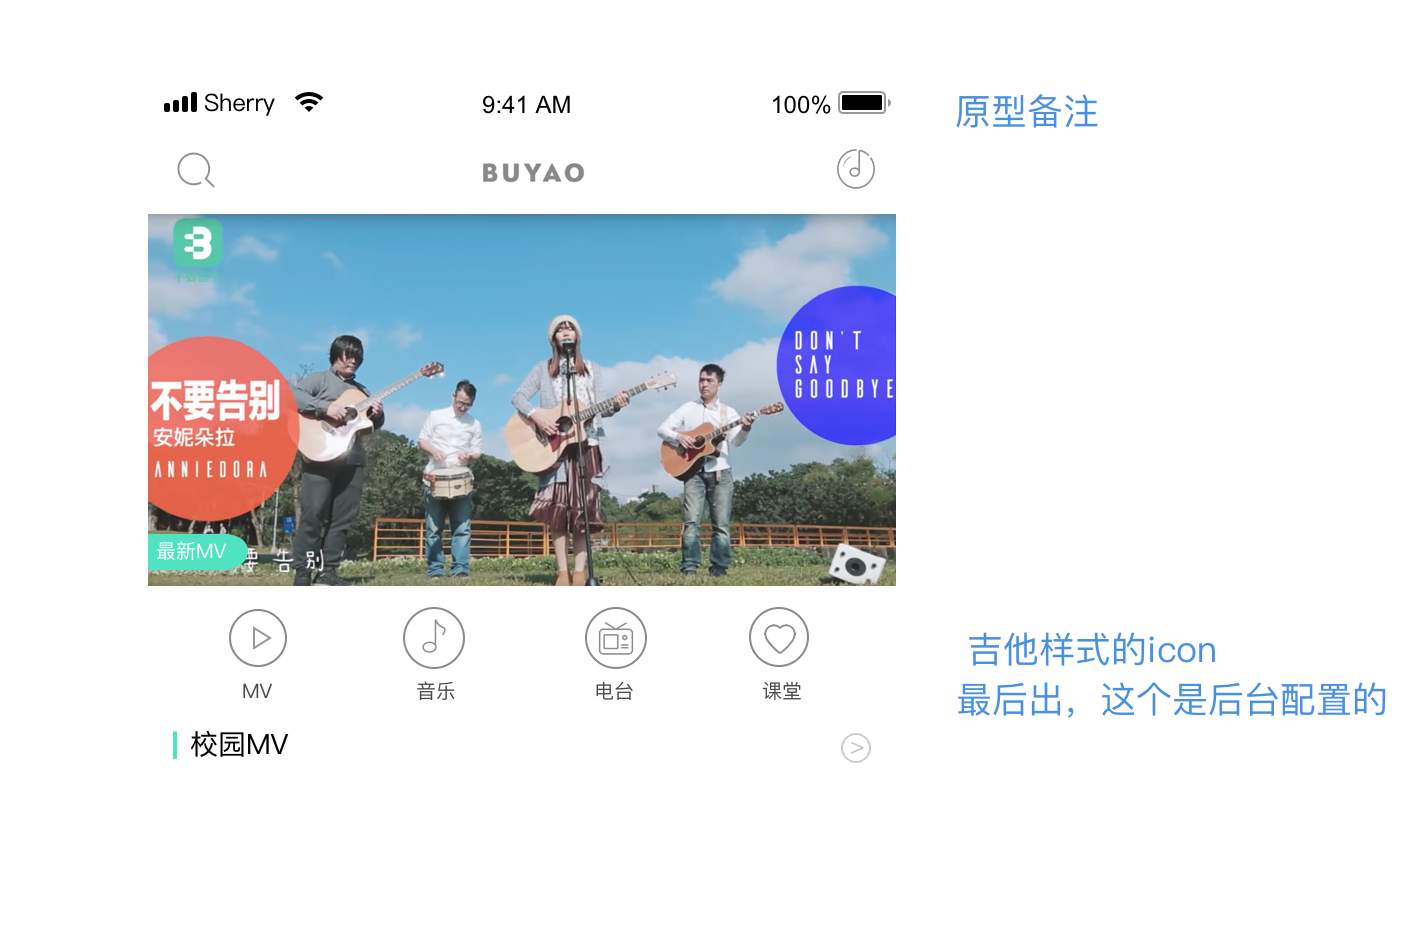 Sherry
9:41 AM
100%
原型备注
BUYAO
DON'T
SAY
GOODBYE
不要告别
安妮朵拉
ANNIEDORA
最新MV
要告别
MV
音乐
电台
课堂
吉他样式的icon
最后出，这个是后台配置的
校园MV